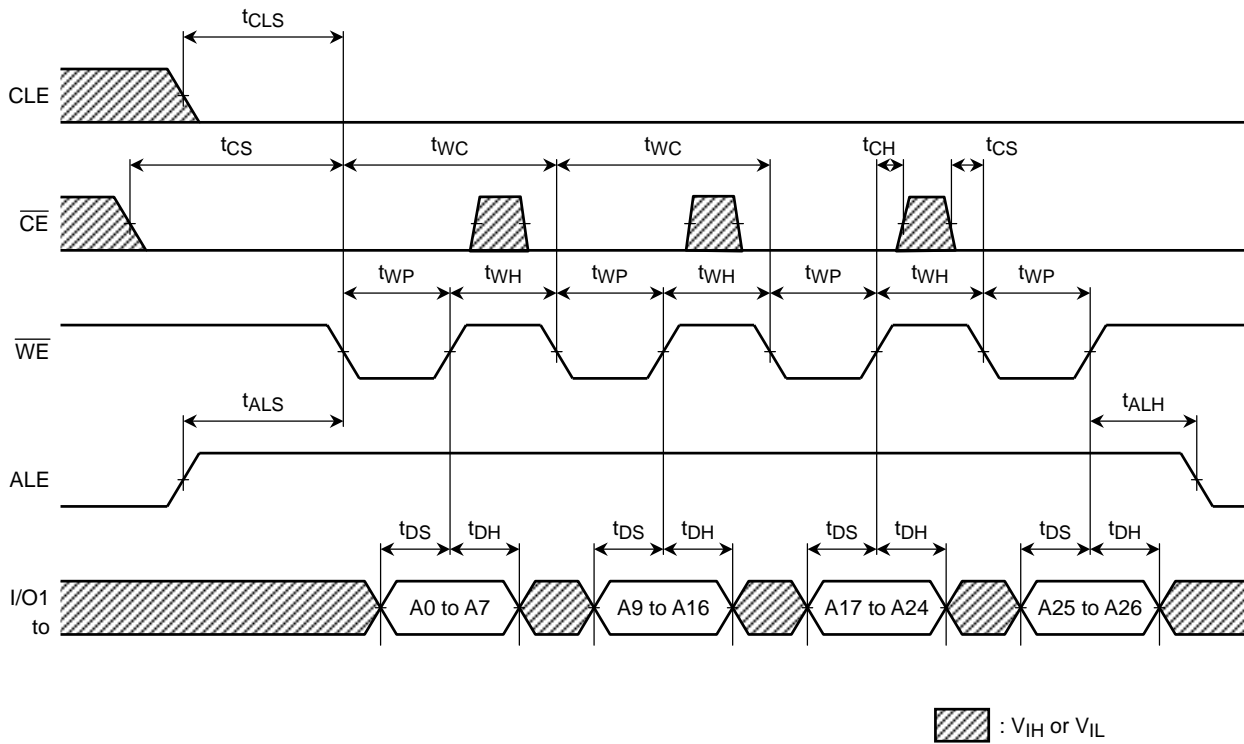 tCLS
CLE
tCS tWC tWC tCH tCS
CE
tWP tWH tWP tWH tWP tWH tWP
WE
tALS tALH
ALE
tDS tDH tDS tDH tDS tDH tDS tDH
I/O1
to
A0 to A7 A9 to A16 A17 to A24 A25 to A26
: VIH or VIL